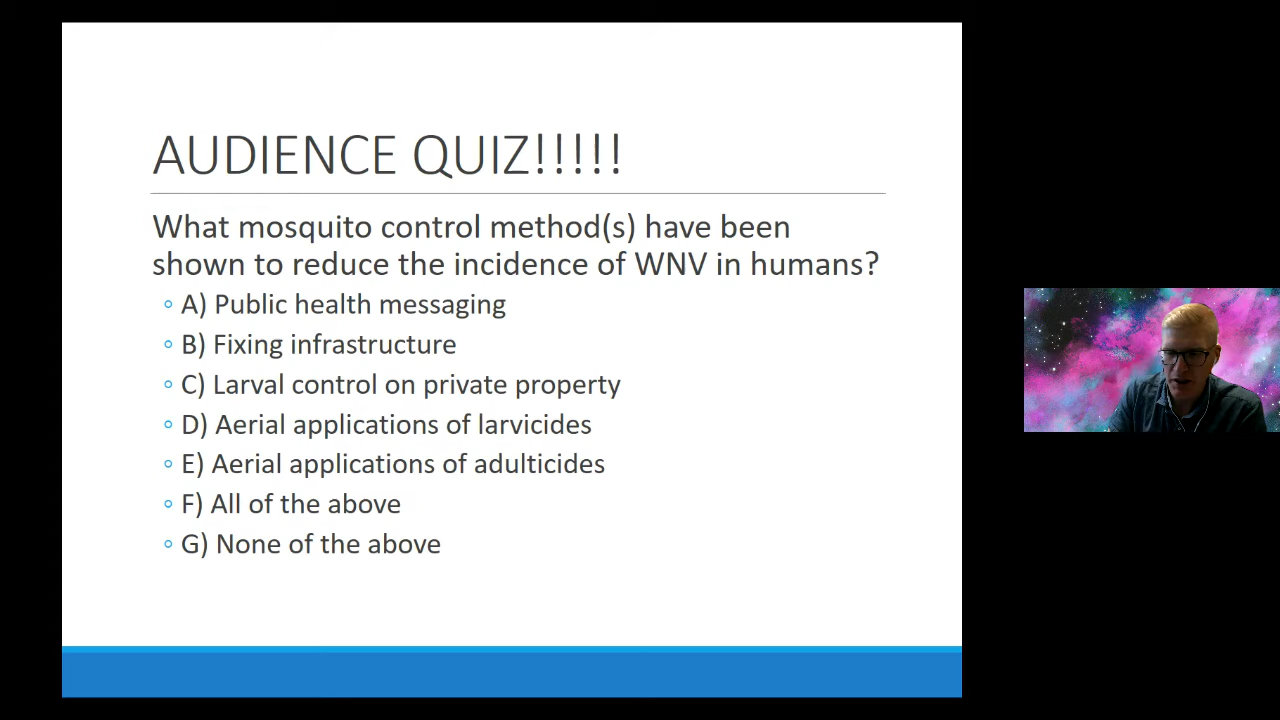 AUDIENCE QUIZ!!!!!
What mosquito control method(s) have been
shown to reduce the incidence of WNV in humans?
◦ A) Public health messaging
◦ B) Fixing infrastructure
◦ C) Larval control on private property
◦ D) Aerial applications of larvicides
◦ E) Aerial applications of adulticides
◦ F) All of the above
◦ G) None of the above